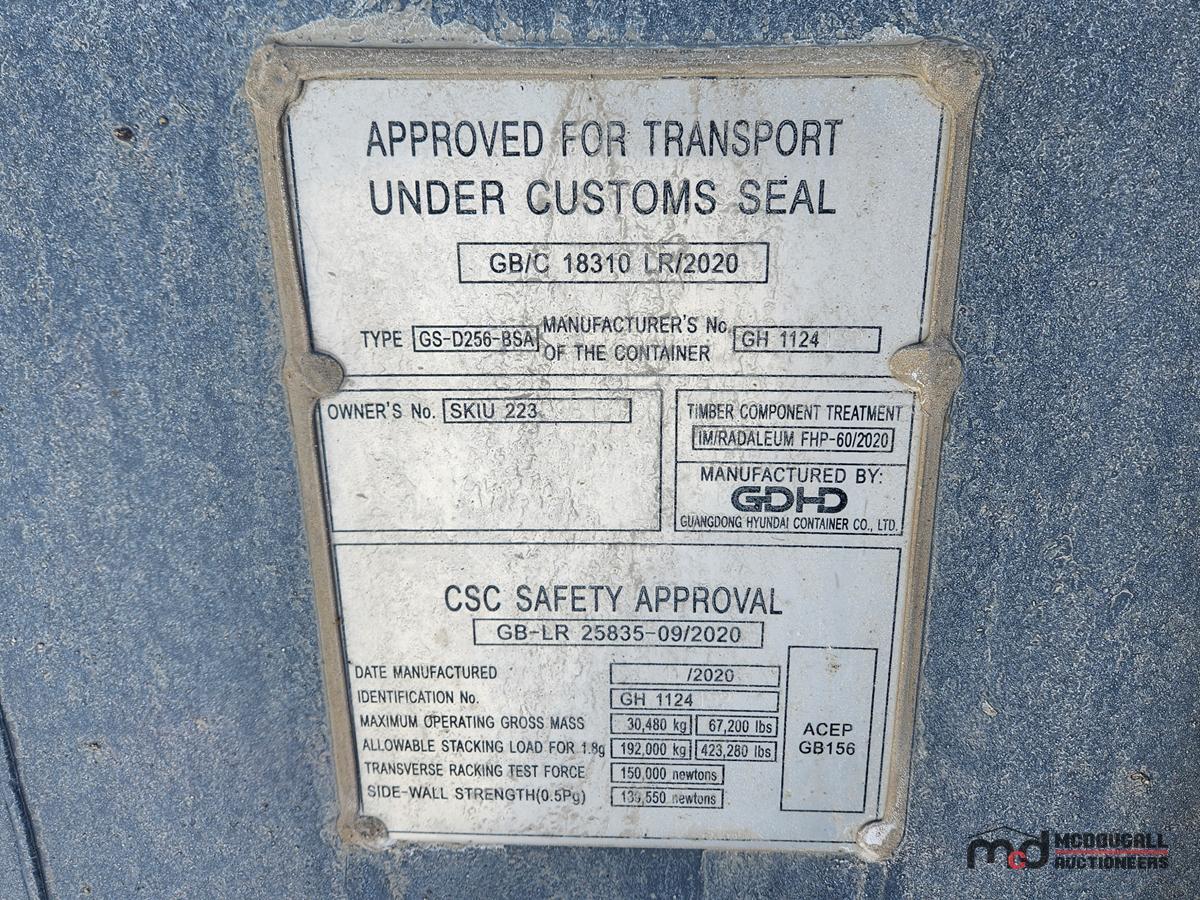 APPROVED FOR TRANSPORT
UNDER CUSTOMS SEAL
GB/C 18310 LR/2020
TYPE GS-D256-BSA MANUFACTURER'S No. OF THE CONTAINER GH 1124
OWNER'S No. SKIU 223
TIMBER COMPONENT TREATMENT
IM/RADALEUM FHP-60/2020
MANUFACTURED BY:
GDHD
GUANGDONG HYUNDAI CONTAINER CO., LTD.
CSC SAFETY APPROVAL
GB-LR 25835-09/2020
DATE MANUFACTURED /2020
IDENTIFICATION No. GH 1124
MAXIMUM OPERATING GROSS MASS 30,480 kg 67,200 lbs
ALLOWABLE STACKING LOAD FOR 1.8g 192,000 kg 423,280 lbs
TRANSVERSE RACKING TEST FORCE 150,000 newtons
SIDE-WALL STRENGTH(0.5Pg) newtons
ACEP
GB156
mcd MCDOUGALL
AUCTIONEERS